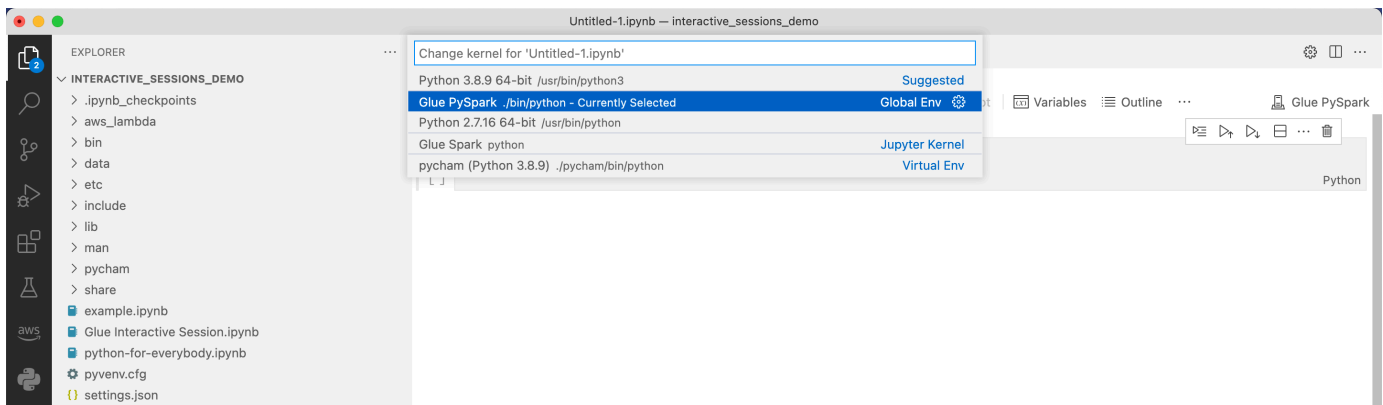 Untitled-1.ipynb — interactive_sessions_demo
EXPLORER ...
2
INTERACTIVE_SESSIONS_DEMO
.ipynb_checkpoints
aws_lambda
bin
data
etc
include
lib
man
pycham
share
example.ipynb
Glue Interactive Session.ipynb
python-for-everybody.ipynb
pyvenv.cfg
{} settings.json
aws
Change kernel for 'Untitled-1.ipynb'
Python 3.8.9 64-bit /usr/bin/python3 Suggested
Glue PySpark ./bin/python - Currently Selected Global Env
Python 2.7.16 64-bit /usr/bin/python
Glue Spark python Jupyter Kernel
pycham (Python 3.8.9) ./pycham/bin/python Virtual Env
Variables Outline ... Glue PySpark
[ ]
Python